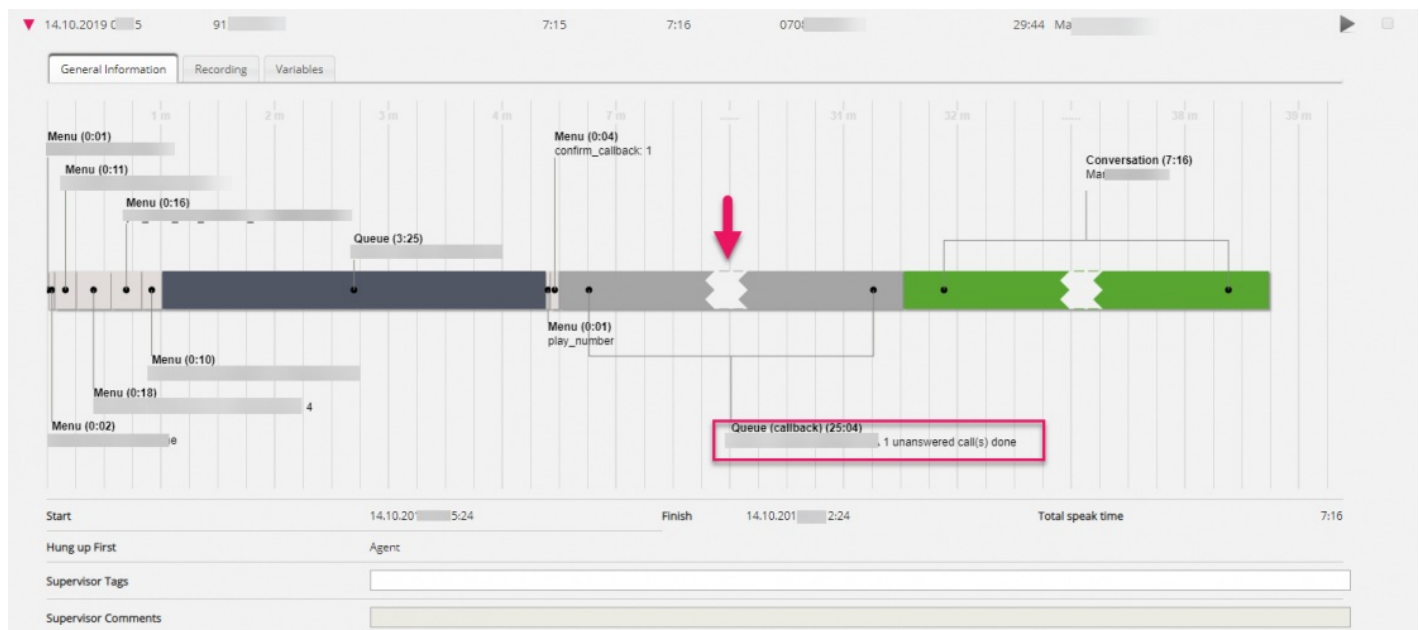 14.10.2019 0 5 91 7:15 7:16 070 29:44 Ma
General Information Recording Variables
1 m 2 m 3 m 4 m 7 m ...... 31 m 32 m ...... 38 m 39 m
Menu (0:01)
Menu (0:04)
confirm_callback: 1
Conversation (7:16)
Mar
Menu (0:11)
Menu (0:16)
Queue (3:25)
Menu (0:01)
play_number
Menu (0:10)
Menu (0:18)
4
Menu (0:02)
e
Queue (callback) (25:04)
, 1 unanswered call(s) done
Start 14.10.201 5:24 Finish 14.10.201 2:24 Total speak time 7:16
Hung up First Agent
Supervisor Tags
Supervisor Comments